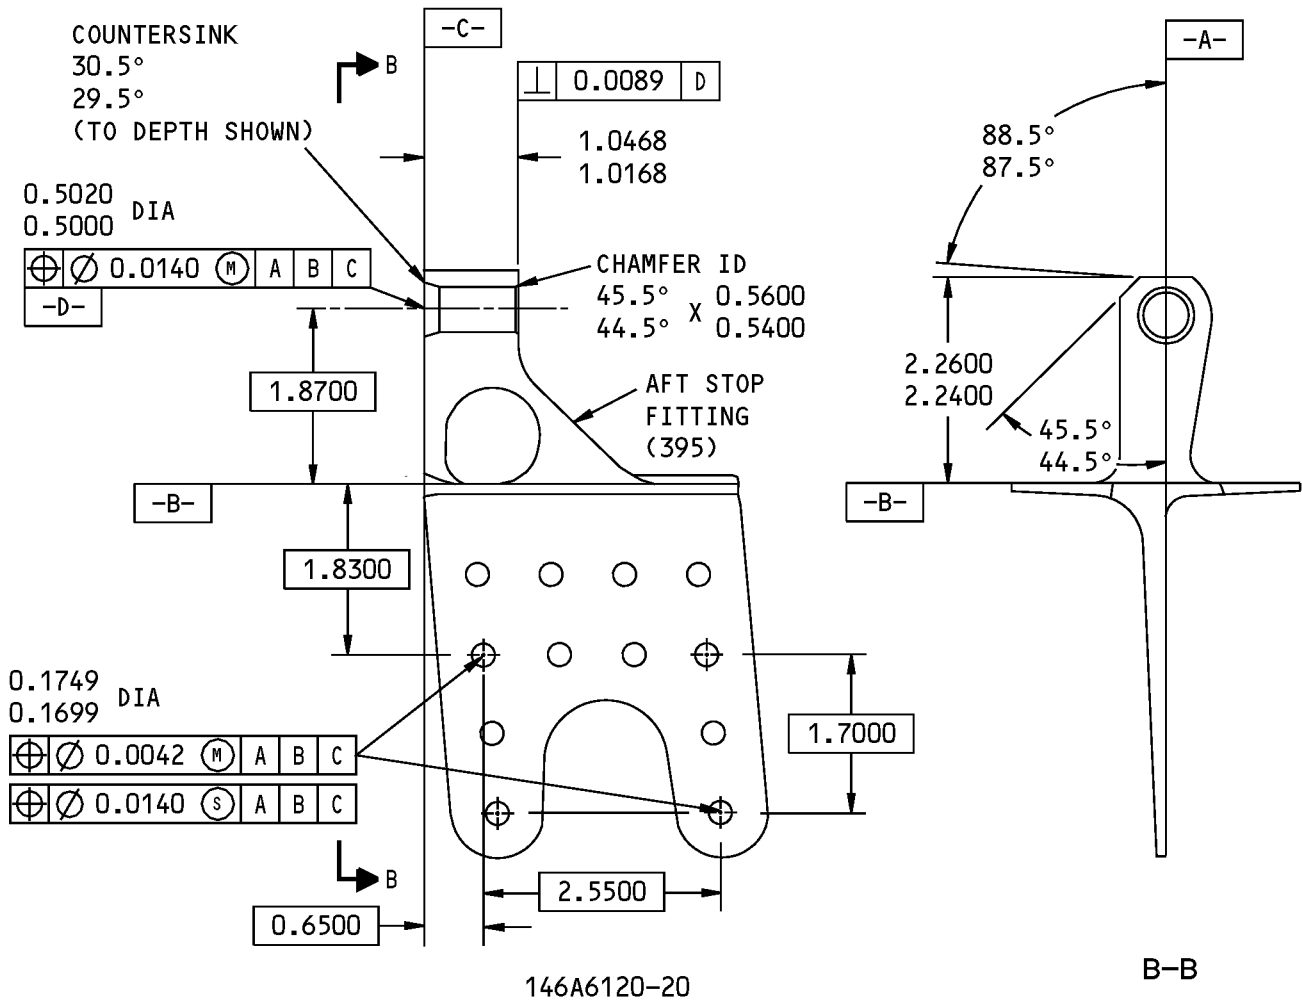 COUNTERSINK
30.5°
29.5°
(TO DEPTH SHOWN)
-C-
B
⊥ 0.0089 D
1.0468
1.0168
0.5020
0.5000 DIA
⌖ ⌀ 0.0140 Ⓜ A B C
-D-
CHAMFER ID
45.5° X 0.5600
44.5° 0.5400
1.8700
AFT STOP
FITTING
(395)
-B-
1.8300
0.1749
0.1699 DIA
⌖ ⌀ 0.0042 Ⓜ A B C
⌖ ⌀ 0.0140 Ⓢ A B C
1.7000
B
2.5500
0.6500
146A6120-20
-A-
88.5°
87.5°
2.2600
2.2400
45.5°
44.5°
-B-
B-B